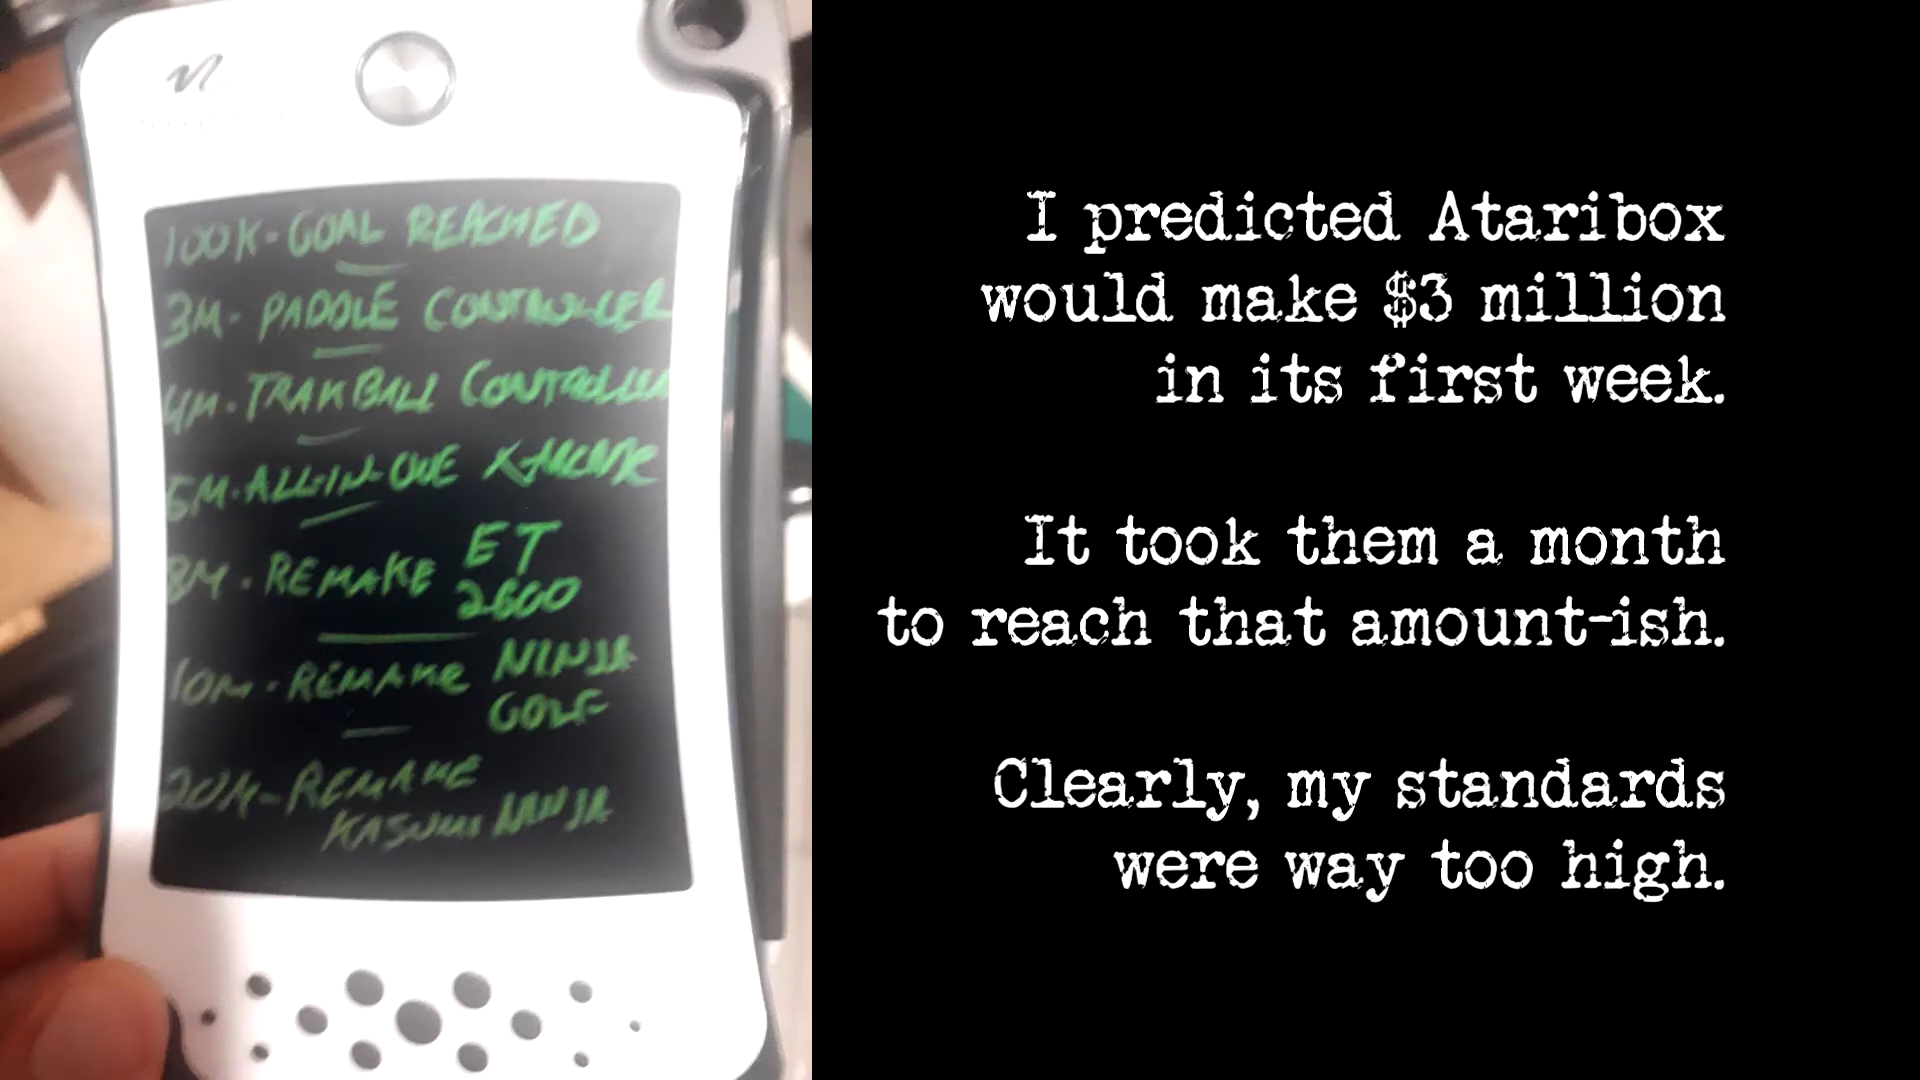 100K-GOAL REACHED
3M-PADDLE CONTROLLER
4M-TRAKBALL CONTROLLER
6M-ALL-IN-ONE XARCADE
8M-REMAKE ET
2600
10M-REMAKE NINJA
GOLF
20M-REMAKE
KASUMI NINJA
I predicted Ataribox
would make $3 million
in its first week.
It took them a month
to reach that amount-ish.
Clearly, my standards
were way too high.